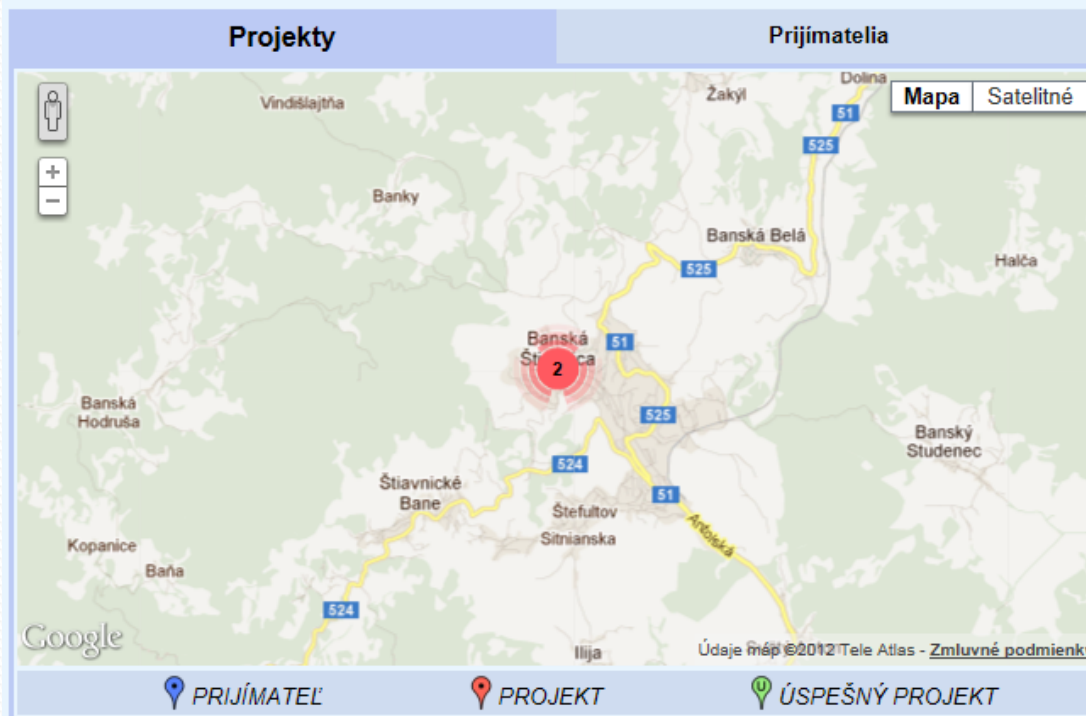 Projekty
Prijímatelia
Dolina
Vindišlajtňa
Žakýl
Mapa
Satelitné
51
525
Banky
Banská Belá
525
Halča
Banská
51
2
Banská
Hodruša
525
Banský
Studenec
524
Štiavnické
Bane
51
Štefultov
Antolská
Sitnianska
Kopanice
Baňa
524
Google
Ilija
Údaje máp ©2012 Tele Atlas - Zmluvné podmienky
PRIJÍMATEĽ
PROJEKT
U
ÚSPEŠNÝ PROJEKT